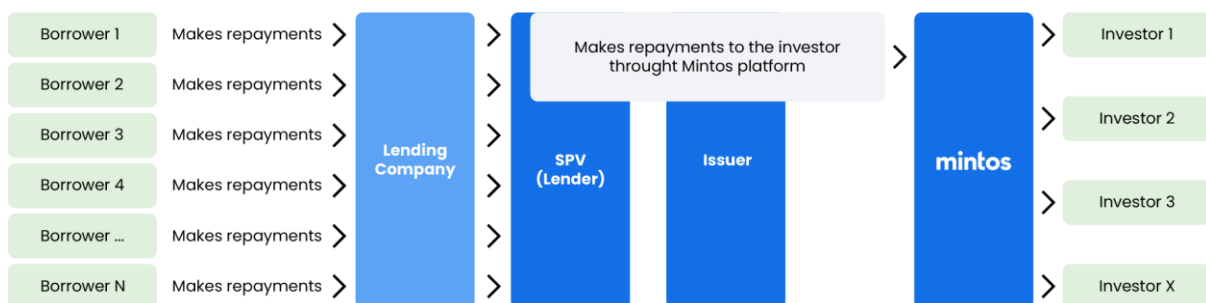 Borrower 1
Makes repayments
Borrower 2
Makes repayments
Borrower 3
Makes repayments
Borrower 4
Makes repayments
Borrower ...
Makes repayments
Borrower N
Makes repayments
Lending
Company
SPV
(Lender)
Issuer
Makes repayments to the investor
throught Mintos platform
mintos
Investor 1
Investor 2
Investor 3
Investor X